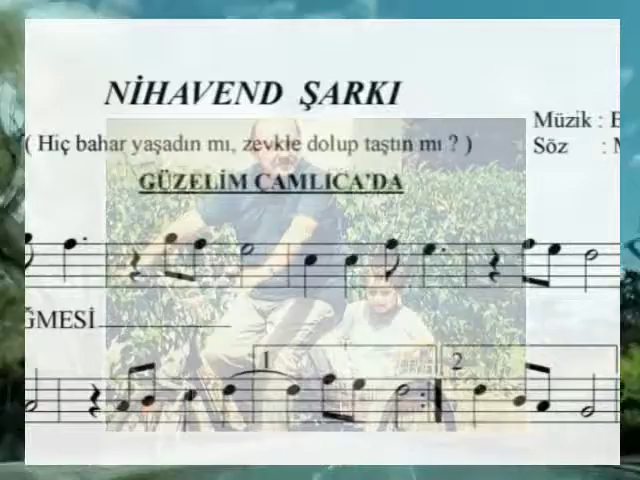 NİHAVEND ŞARKI
Müzik :
( Hiç bahar yaşadın mı, zevkle dolup taştın mı ? )
Söz :
GÜZELİM ÇAMLICA'DA
ĞMESİ
1
2